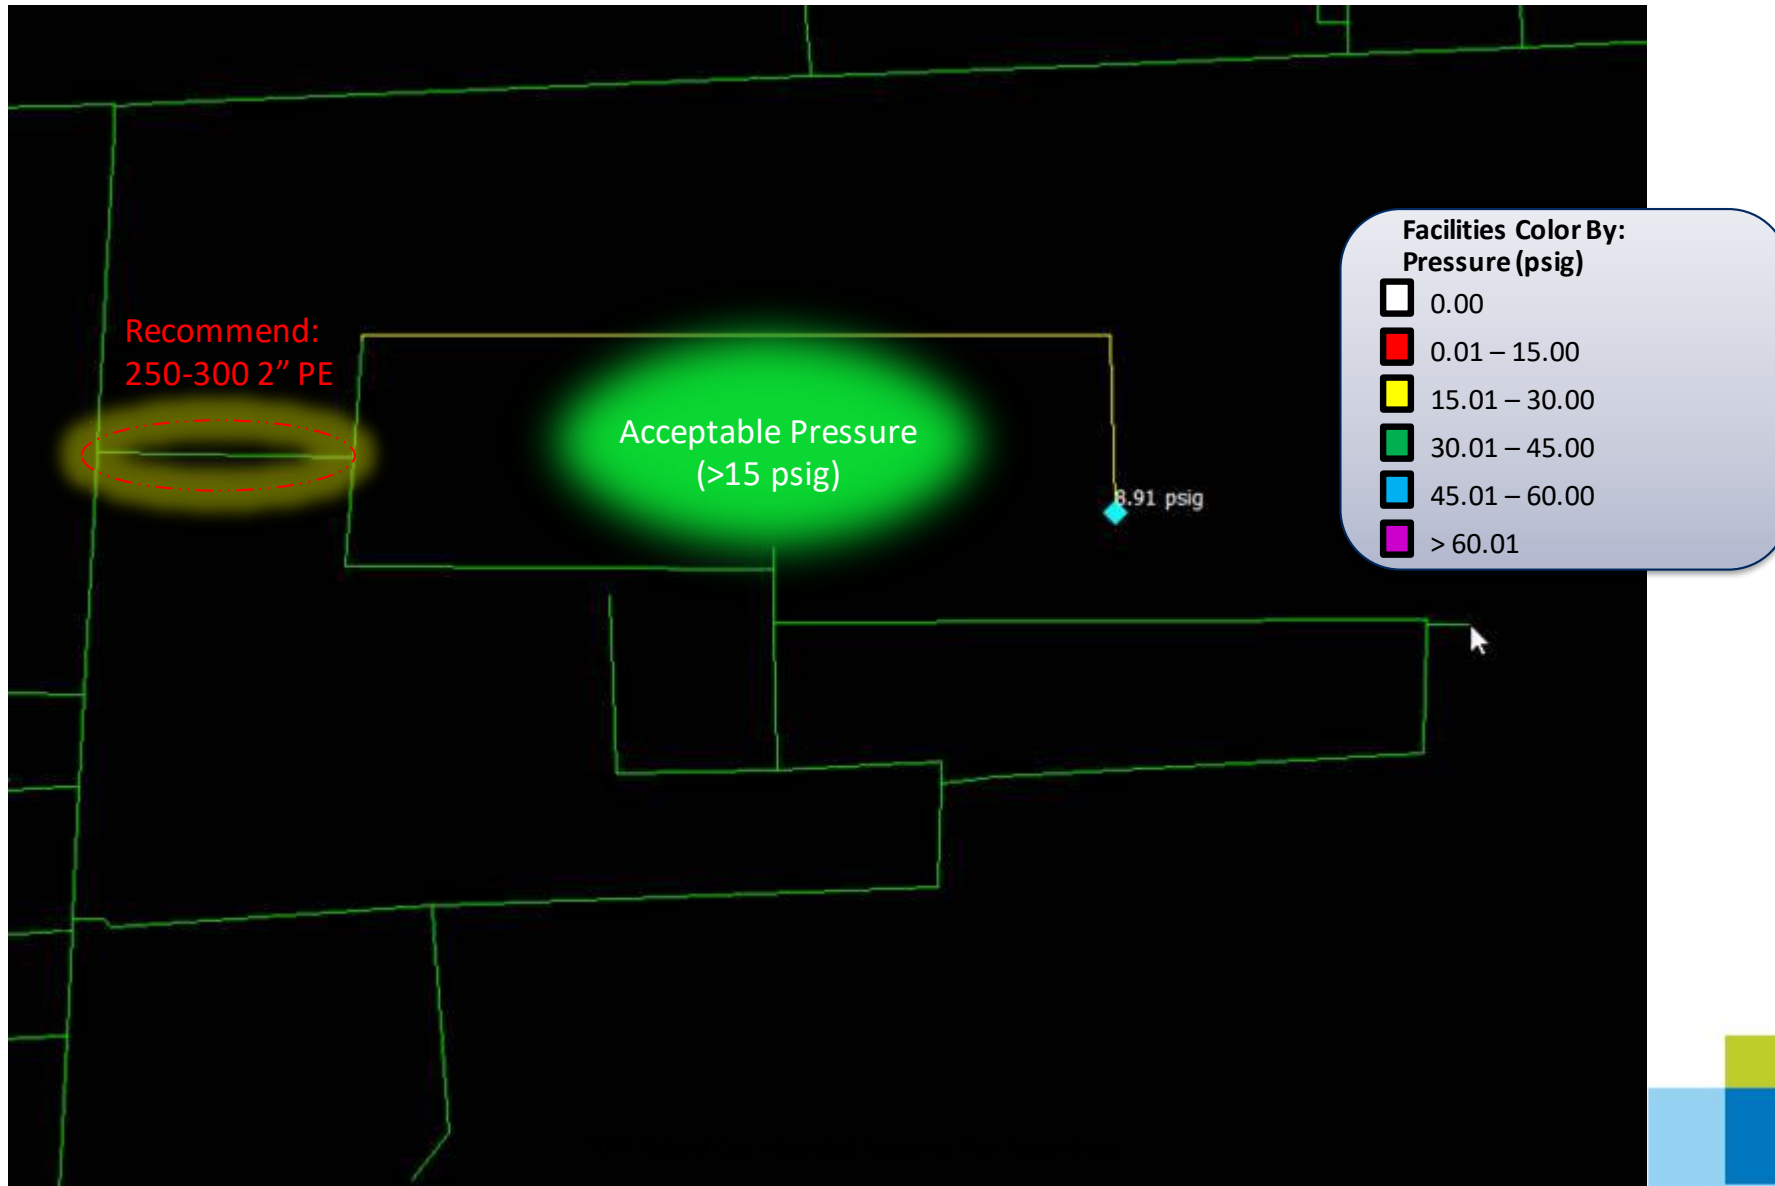 Recommend:
250-300 2” PE
Acceptable Pressure
(>15 psig)
8.91 psig
Facilities Color By:
Pressure (psig)
0.00
0.01 – 15.00
15.01 – 30.00
30.01 – 45.00
45.01 – 60.00
> 60.01